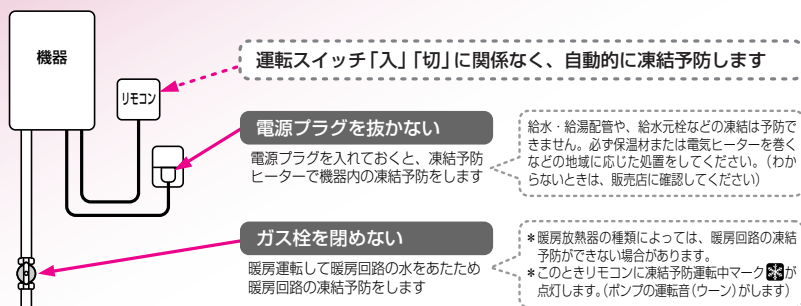 機器
リモコン
運転スイッチ「入」「切」に関係なく、自動的に凍結予防します
電源プラグを抜かない
電源プラグを入れておくと、凍結予防
ヒーターで機器内の凍結予防をします
給水・給湯配管や、給水元栓などの凍結は予防で
きません。必ず保温材または電気ヒーターを巻く
などの地域に応じた処置をしてください。（わか
らないときは、販売店に確認してください）
ガス栓を閉めない
暖房運転して暖房回路の水をあたため
暖房回路の凍結予防をします
＊暖房放熱器の種類によっては、暖房回路の凍結
予防ができない場合があります。
＊このときリモコンに凍結予防運転中マークが
点灯します。（ポンプの運転音（ウーン）がします）